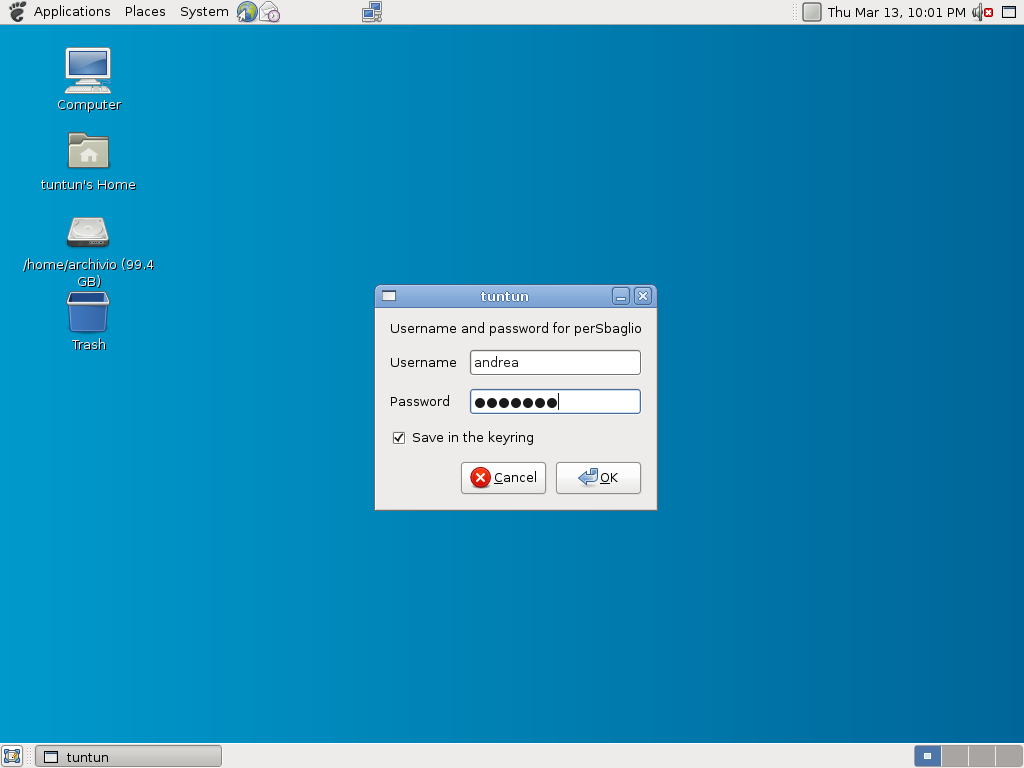 Applications Places System Thu Mar 13, 10:01 PM
Computer
tuntun's Home
/home/archivio (99.4
GB)
Trash
tuntun
Username and password for perSbaglio
Username andrea
Password ●●●●●●●
Save in the keyring
Cancel OK
tuntun